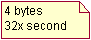 4 bytes
32x second